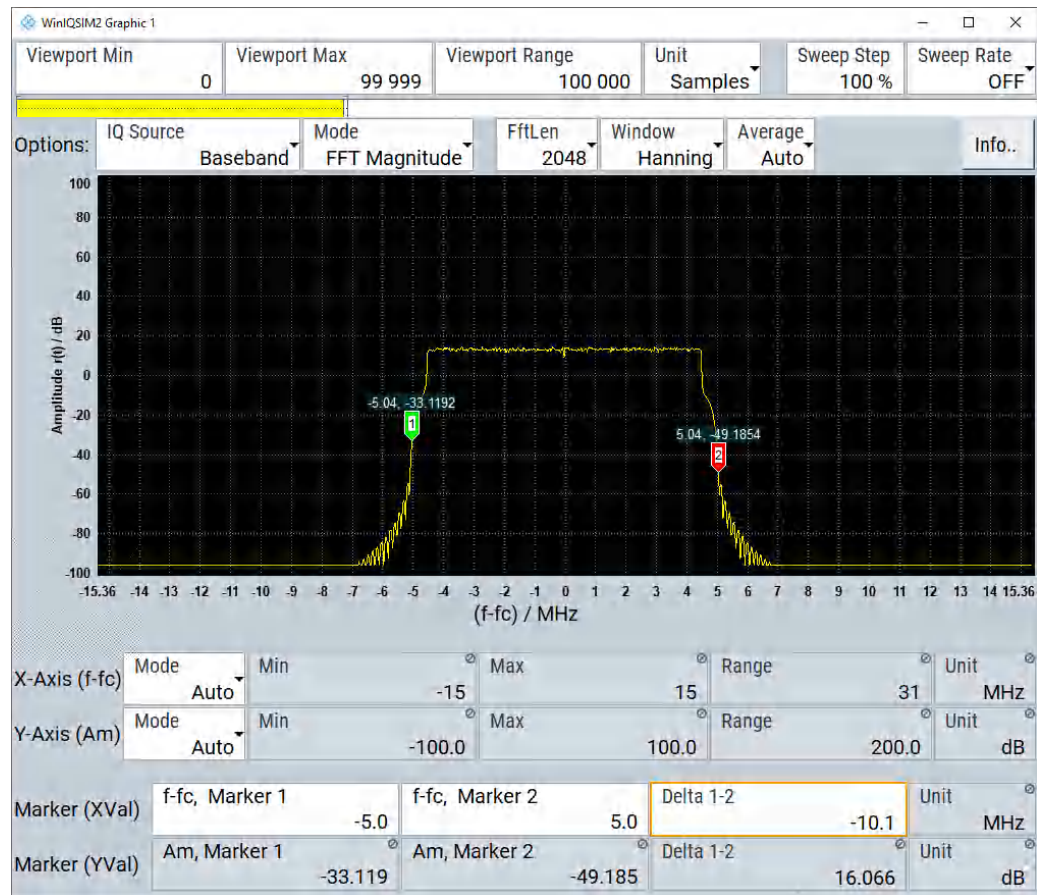 WinIQSIM2 Graphic 1
Viewport Min Viewport Max Viewport Range Unit Sweep Step Sweep Rate
0 99 999 100 000 Samples 100 % OFF
Options: IQ Source Mode FftLen Window Average Info..
Baseband FFT Magnitude 2048 Hanning Auto
100
80
60
40
20
0
-20
-40
-60
-80
-100
Amplitude r(t) / dB
-5.04, -33.1192
1
5.04, -49.1854
2
-15.36 -14 -13 -12 -11 -10 -9 -8 -7 -6 -5 -4 -3 -2 -1 0 1 2 3 4 5 6 7 8 9 10 11 12 13 14 15.36
(f-fc) / MHz
X-Axis (f-fc) Mode Min Max Range Unit
Auto -15 15 31 MHz
Y-Axis (Am) Mode Min Max Range Unit
Auto -100.0 100.0 200.0 dB
Marker (XVal) f-fc, Marker 1 f-fc, Marker 2 Delta 1-2 Unit
-5.0 5.0 -10.1 MHz
Marker (YVal) Am, Marker 1 Am, Marker 2 Delta 1-2 Unit
-33.119 -49.185 16.066 dB